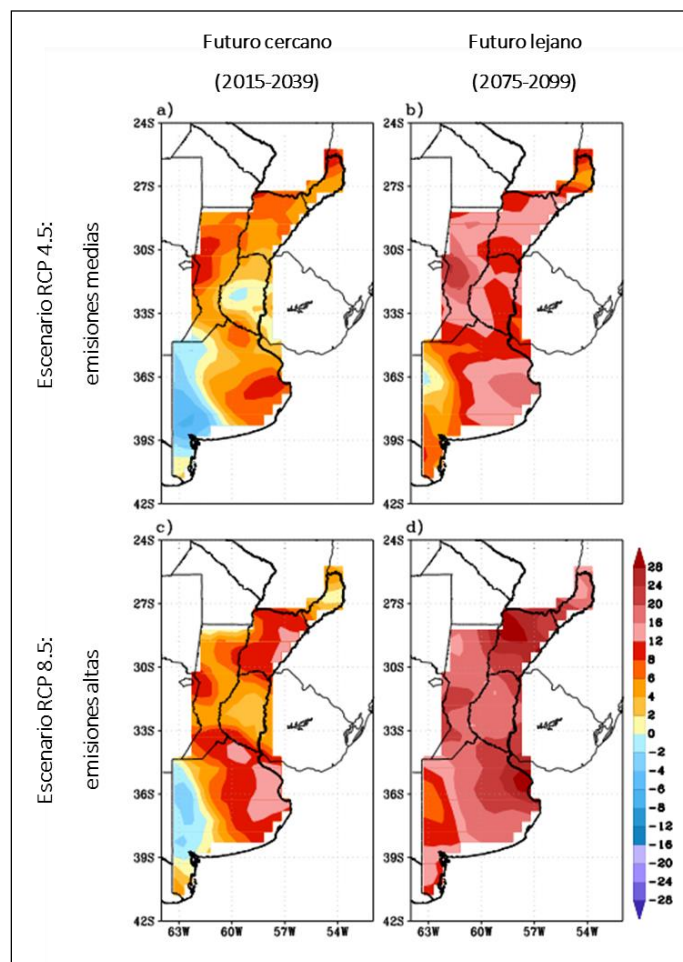 Futuro cercano
(2015-2039)
Futuro lejano
(2075-2099)
Escenario RCP 4.5:
emisiones medias
a)
24S
27S
30S
33S
36S
39S
42S
b)
24S
27S
30S
33S
36S
39S
42S
Escenario RCP 8.5:
emisiones altas
c)
24S
27S
30S
33S
36S
39S
42S
63W 60W 57W 54W
d)
24S
27S
30S
33S
36S
39S
42S
63W 60W 57W 54W
28
24
20
16
12
8
6
4
2
0
-2
-4
-6
-8
-12
-16
-20
-24
-28